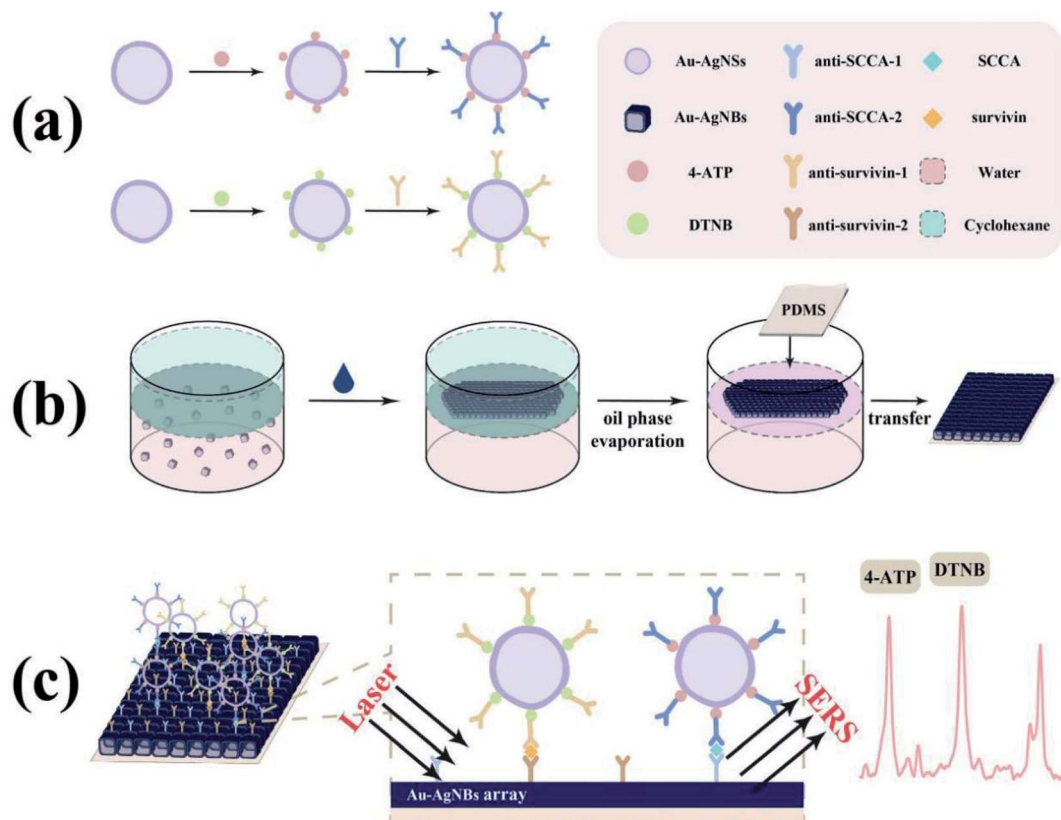 (a)
Au-AgNSs
anti-SCCA-1
SCCA
Au-AgNBs
anti-SCCA-2
survivin
4-ATP
anti-survivin-1
Water
DTNB
anti-survivin-2
Cyclohexane
(b)
oil phase
evaporation
PDMS
transfer
(c)
Laser
SERS
Au-AgNBs array
4-ATP
DTNB